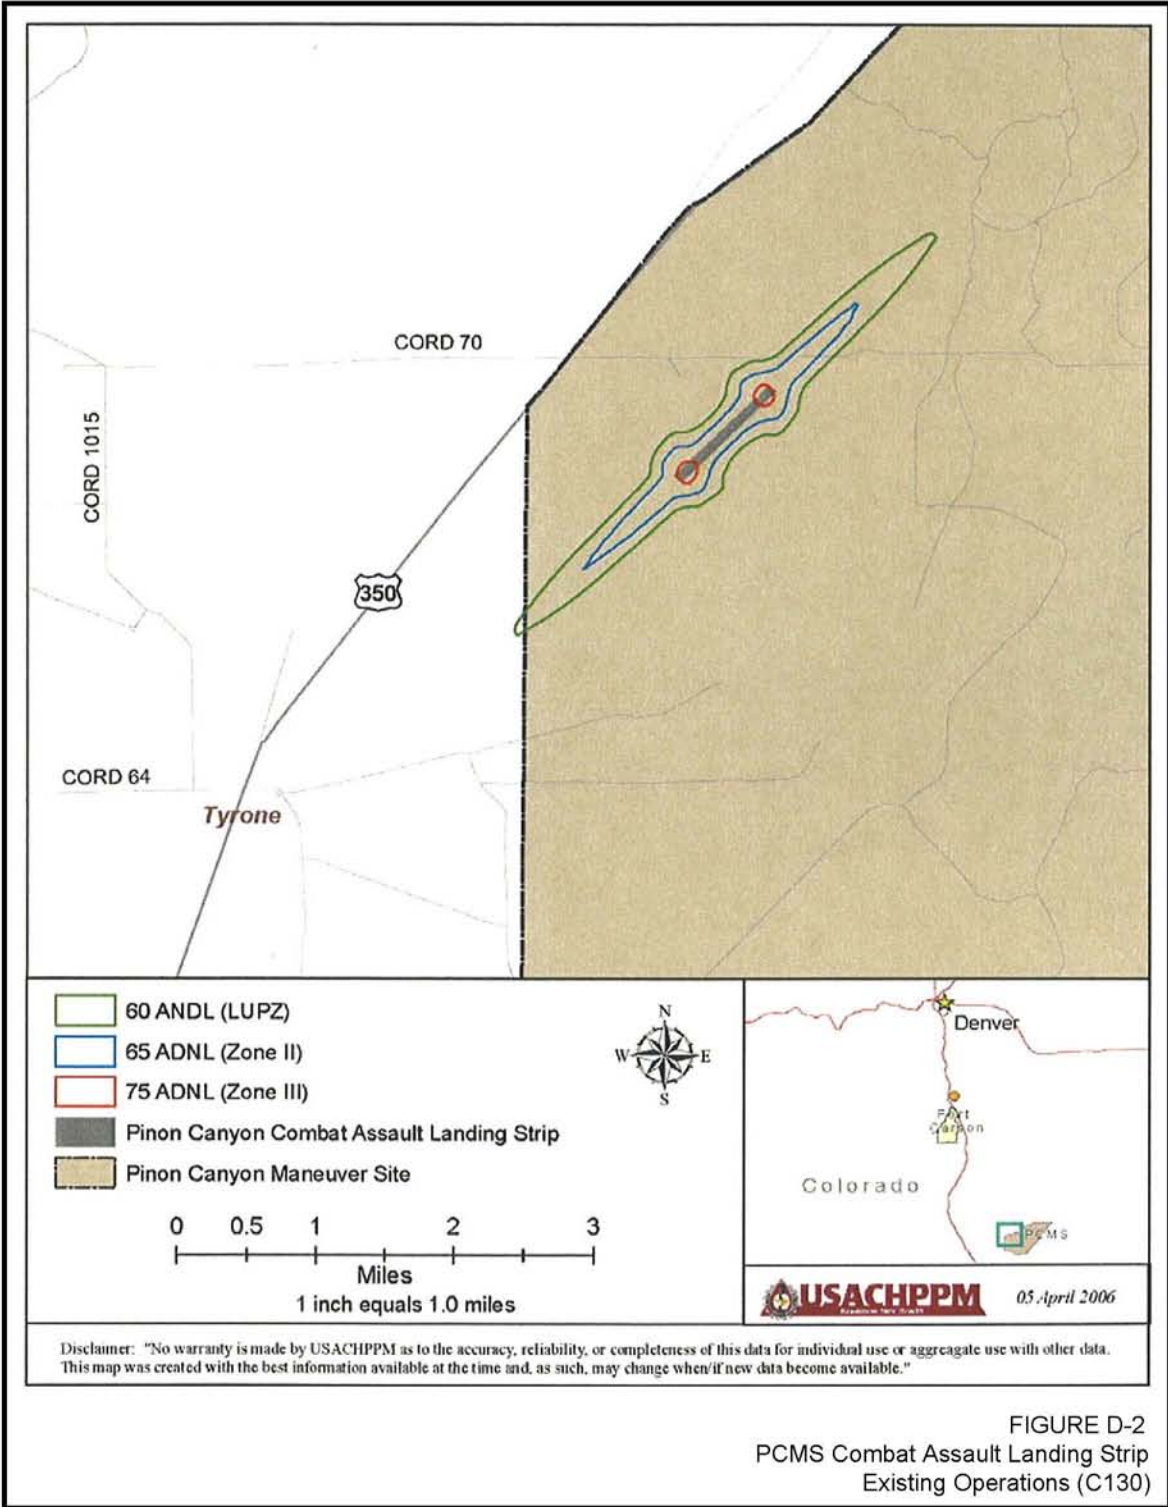 CORD 70
CORD 1015
350
CORD 64
Tyrone
60 ANDL (LUPZ)
65 ADNL (Zone II)
75 ADNL (Zone III)
Pinon Canyon Combat Assault Landing Strip
Pinon Canyon Maneuver Site
N
W E
S
0 0.5 1 2 3
Miles
1 inch equals 1.0 miles
Denver
Fort
Carson
Colorado
PCMS
USACHPPM
05 April 2006
Disclaimer: "No warranty is made by USACHPPM as to the accuracy, reliability, or completeness of this data for individual use or aggreagate use with other data.
This map was created with the best information available at the time and, as such, may change when/if new data become available."
FIGURE D-2
PCMS Combat Assault Landing Strip
Existing Operations (C130)